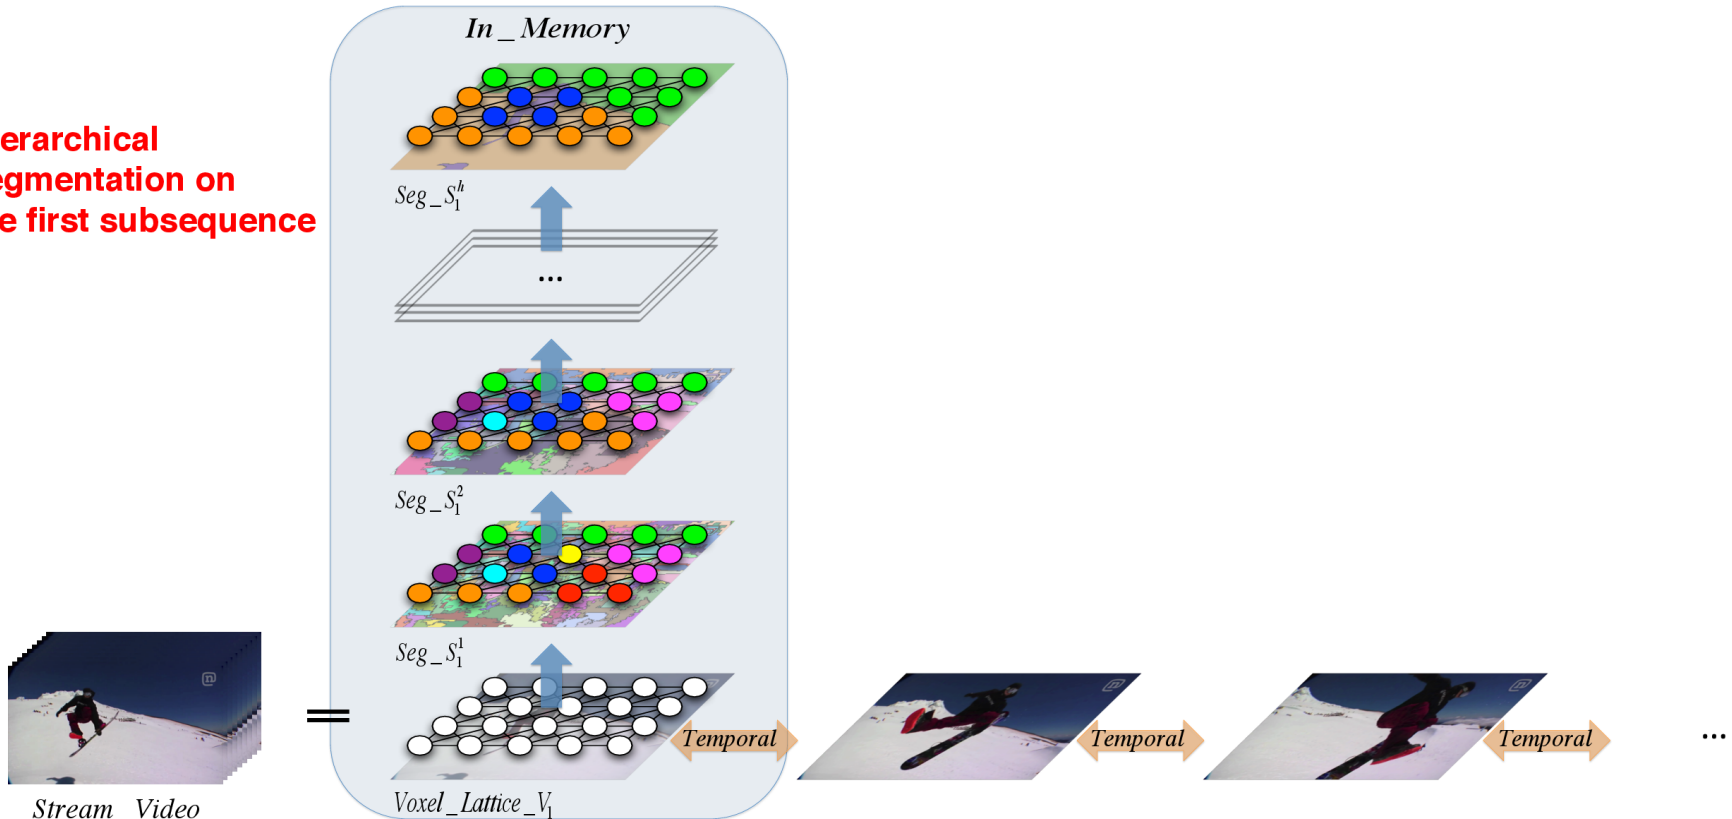 In_Memory
erarchical
egmentation on
e first subsequence
Seg_S₁ʰ
...
Seg_S₁²
Seg_S₁¹
Temporal
Temporal
Temporal
...
=
Voxel_Lattice_V₁
Stream Video